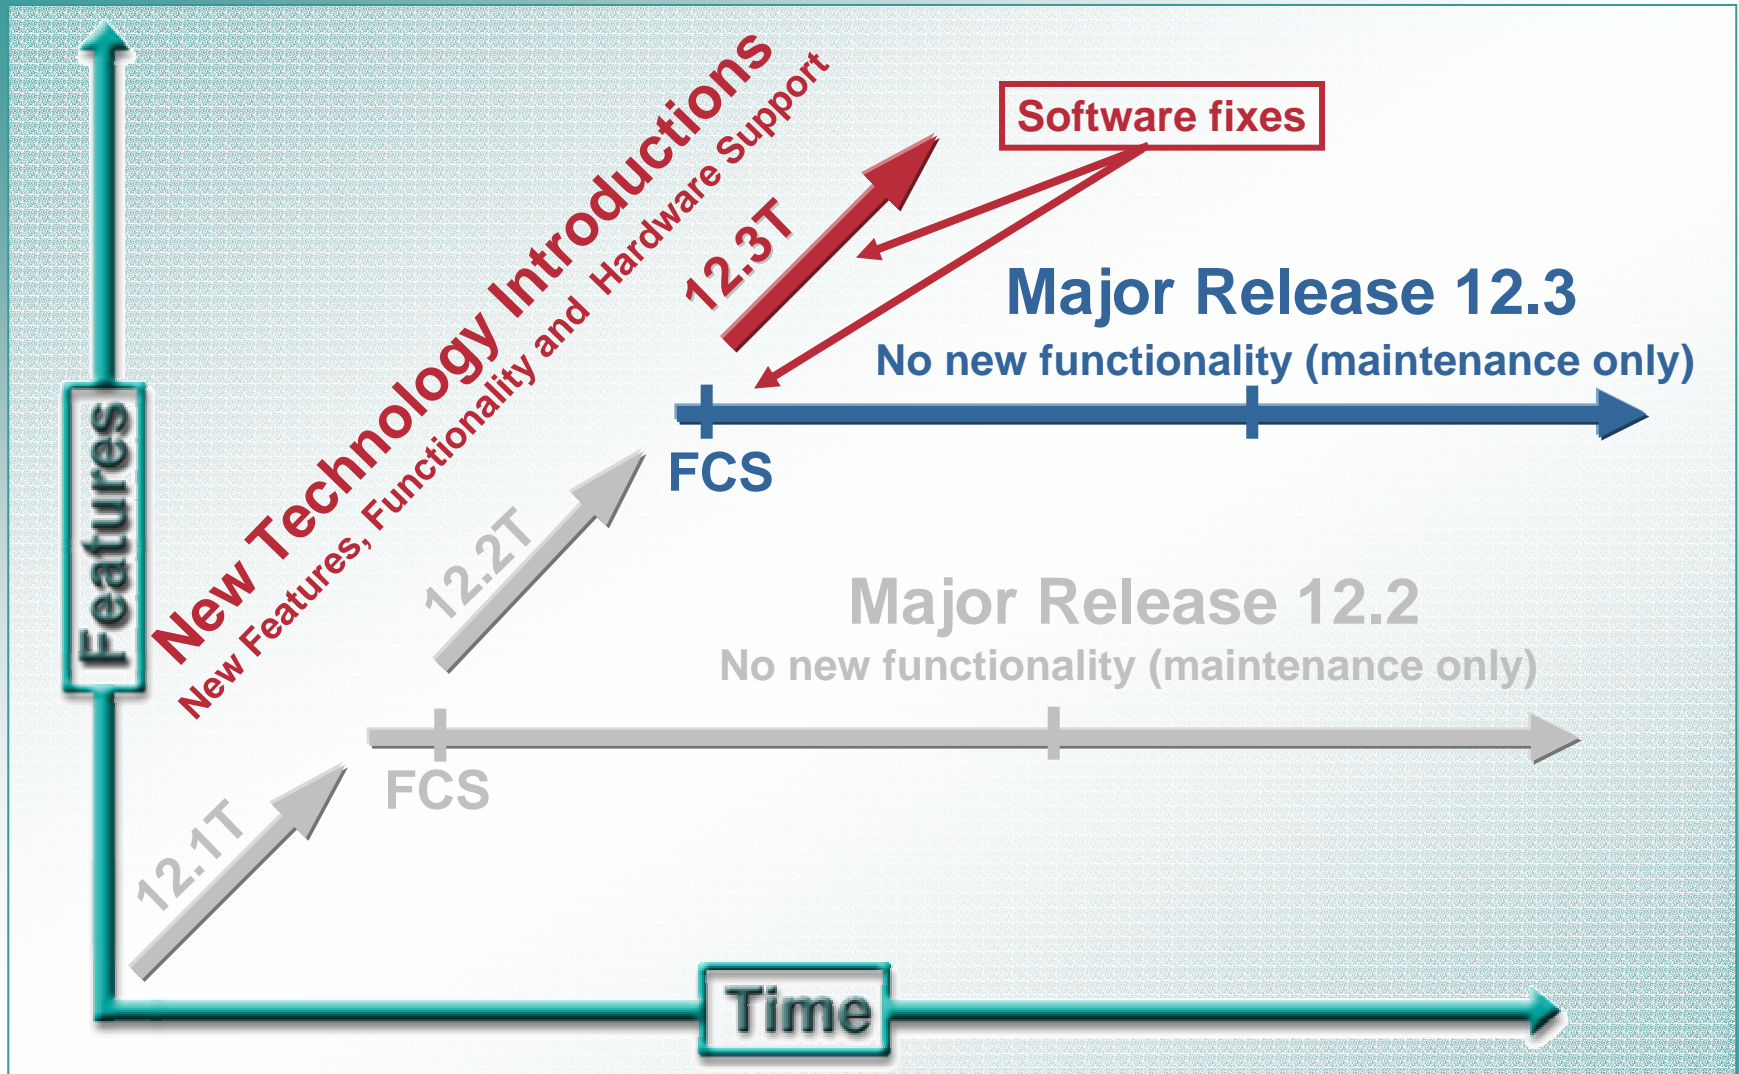 New Technology Introductions
New Features, Functionality and Hardware Support
Software fixes
12.3T
Major Release 12.3
No new functionality (maintenance only)
FCS
Features
12.2T
Major Release 12.2
No new functionality (maintenance only)
FCS
12.1T
Time